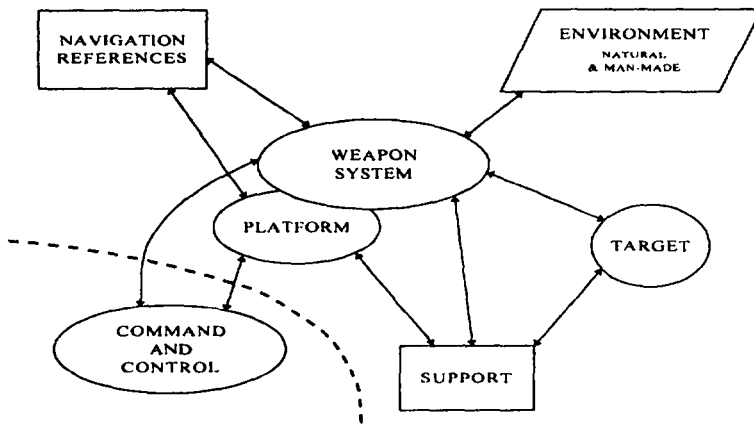 NAVIGATION
REFERENCES
ENVIRONMENT
NATURAL
& MAN-MADE
WEAPON
SYSTEM
PLATFORM
TARGET
COMMAND
AND
CONTROL
SUPPORT